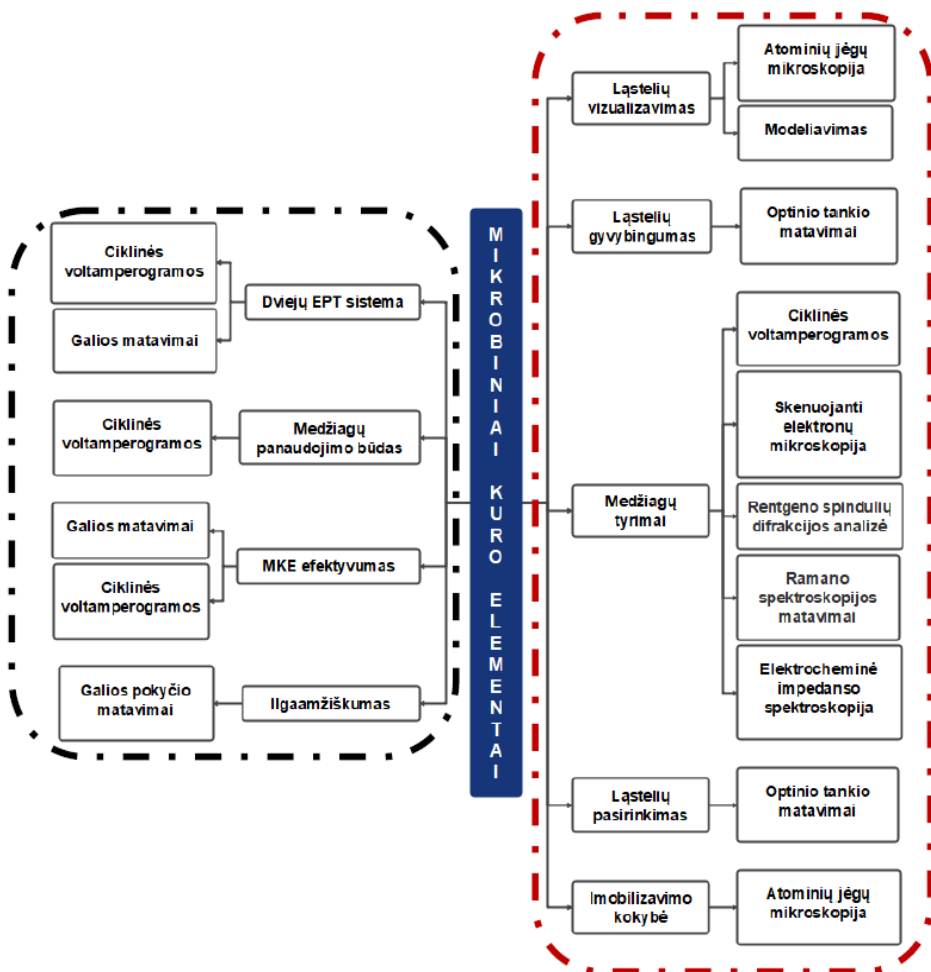 Ciklinės
voltamperogramos
Galios matavimai
Dviejų EPT sistema
Ciklinės
voltamperogramos
Medžiagų
panaudojimo būdas
Galios matavimai
Ciklinės
voltamperogramos
MKE efektyvumas
Galios pokyčio
matavimai
Ilgaamžiškumas
MIKROBINIAI KURO ELEMENTAI
Ląstelių
vizualizavimas
Atominių jėgų
mikroskopija
Modeliavimas
Ląstelių
gyvybingumas
Optinio tankio
matavimai
Medžiagų
tyrimai
Ciklinės
voltamperogramos
Skenuojanti
elektronų
mikroskopija
Rentgeno spindulių
difrakcijos analizė
Ramano
spektroskopijos
matavimai
Elektrocheminė
impedanso
spektroskopija
Ląstelių
pasirinkimas
Optinio tankio
matavimai
Imobilizavimo
kokybė
Atominių jėgų
mikroskopija